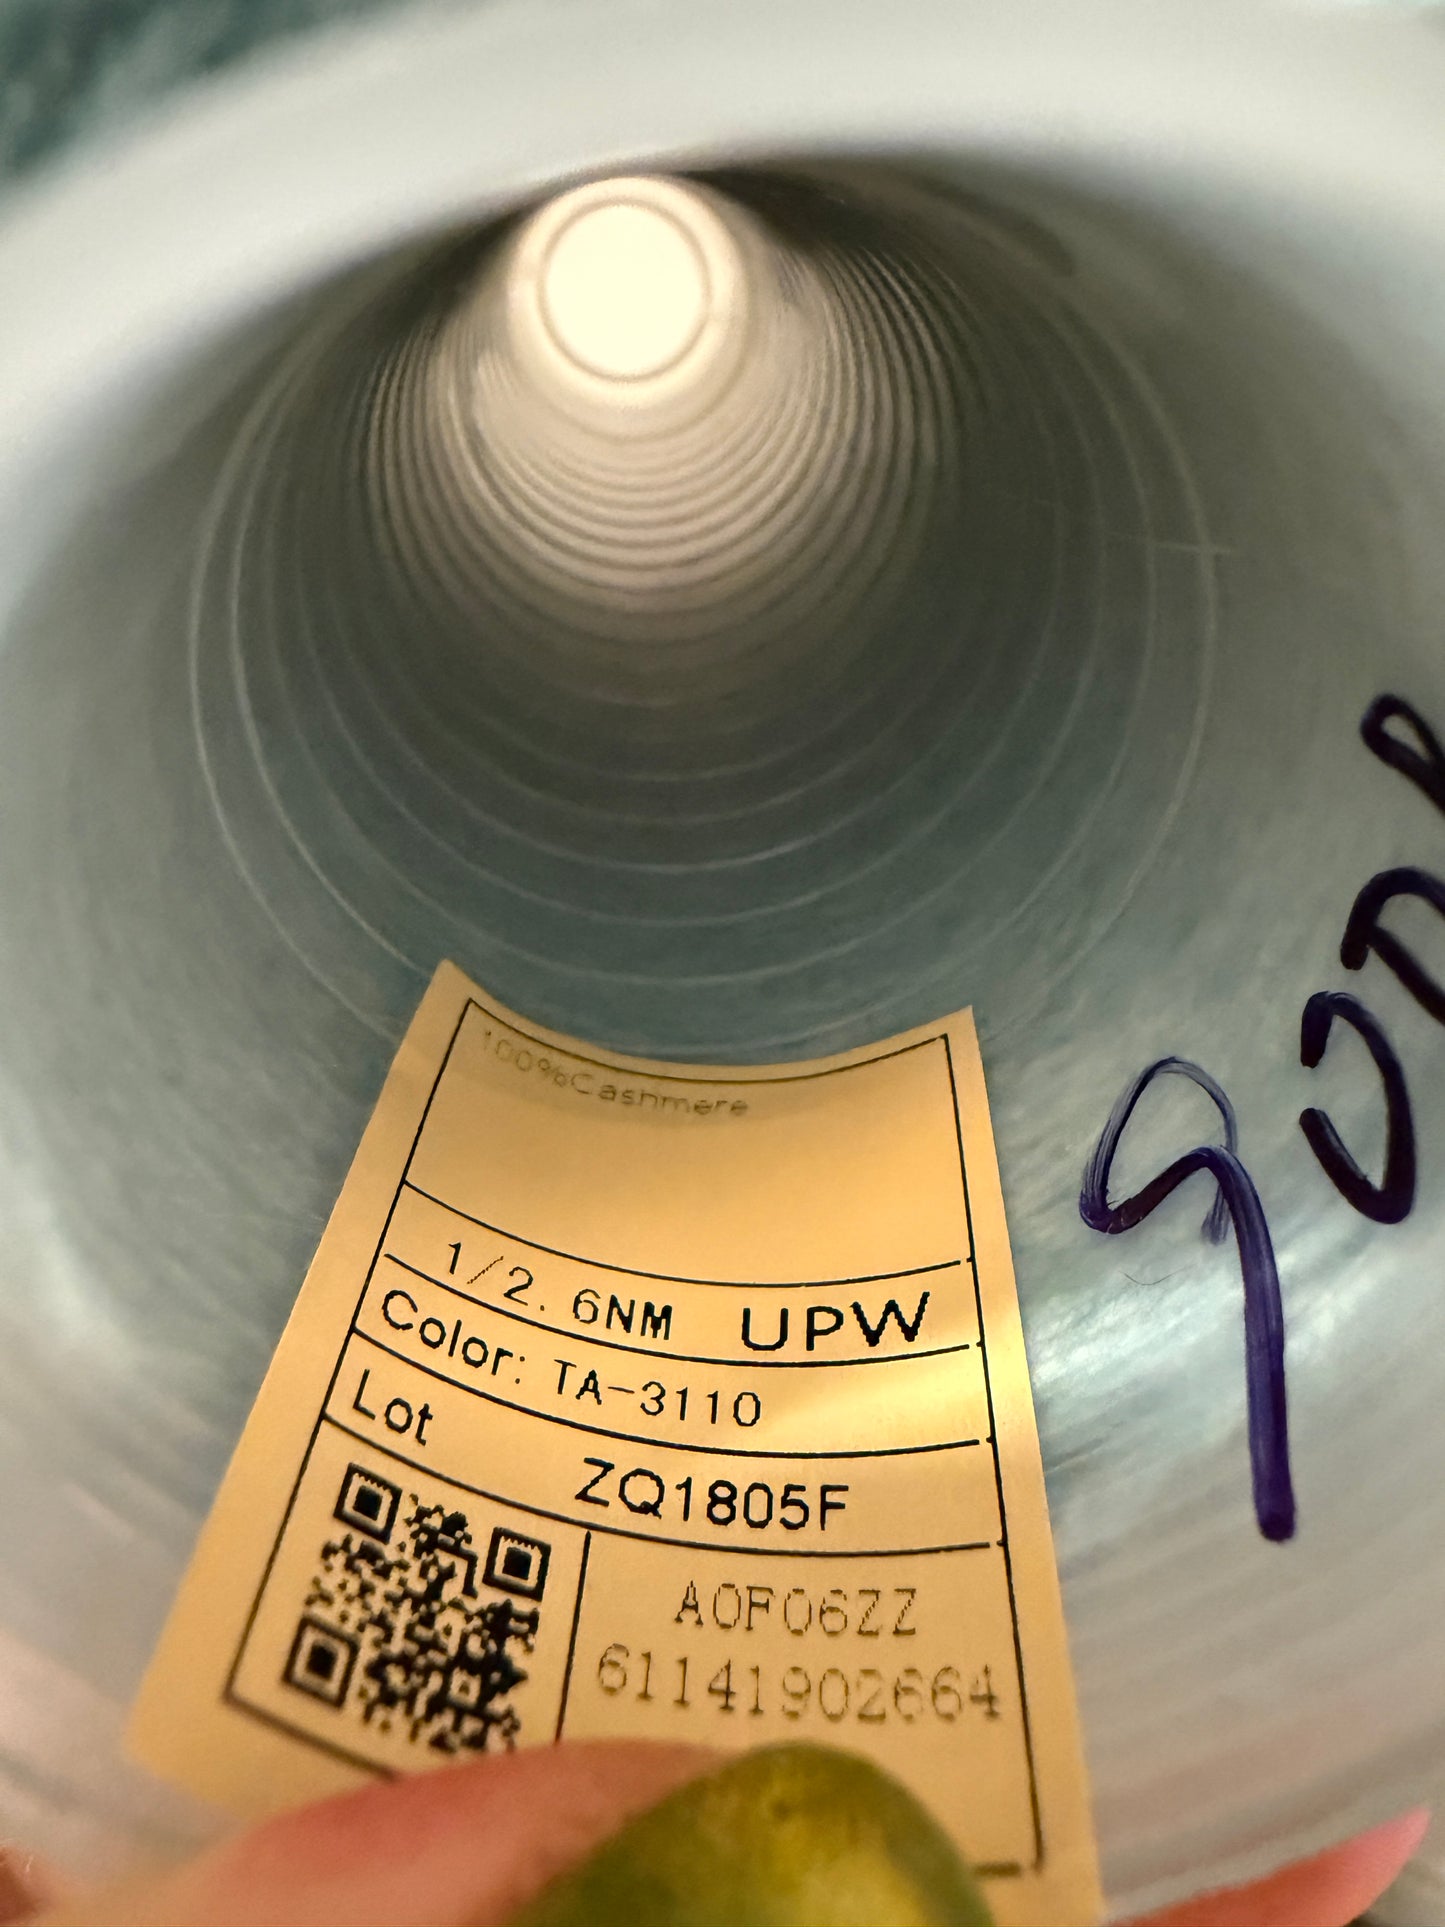 100%Cashmere
1/2.6NM UPW
Color: TA-3110
Lot
ZQ1805F
A0F06ZZ
61141902664